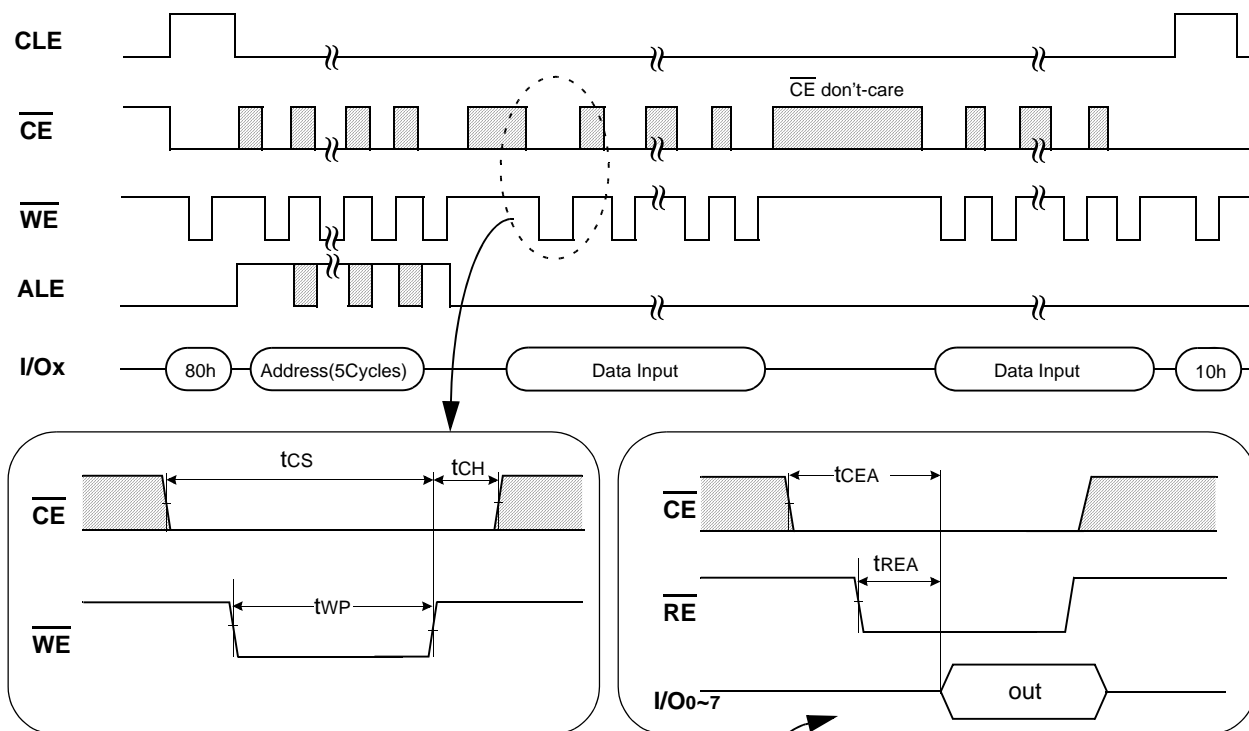 CLE
CE don't-care
CE
WE
ALE
I/Ox
80h
Address(5Cycles)
Data Input
Data Input
10h
tCS
tCH
CE
tWP
WE
tCEA
CE
tREA
RE
I/O0~7
out